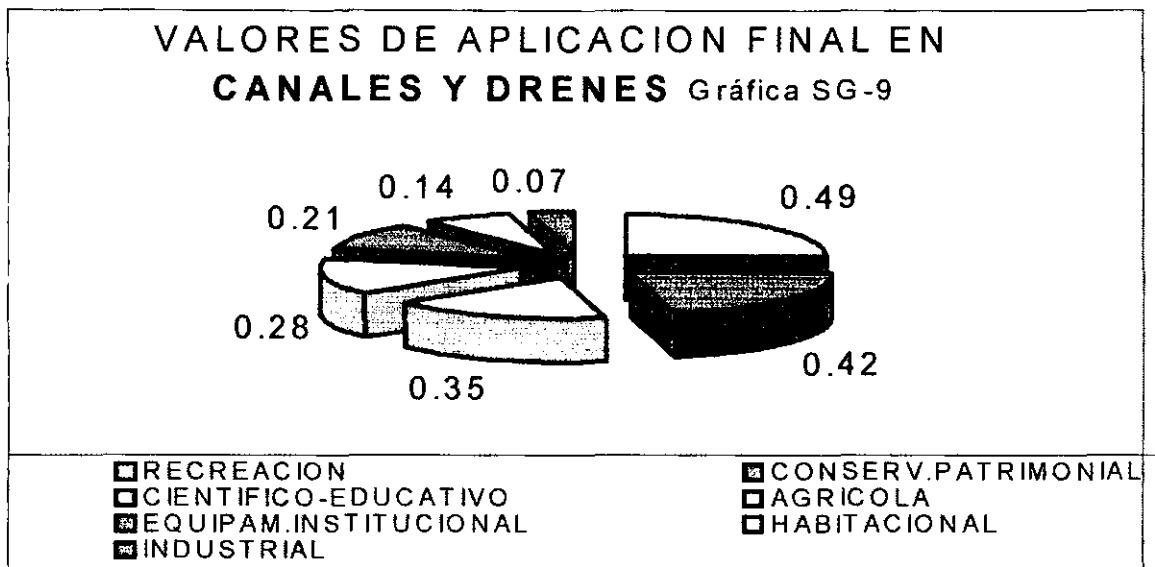 VALORES DE APLICACION FINAL EN
CANALES Y DRENES Gráfica SG-9
0.14 0.07 0.49
0.21
0.28 0.42
0.35
RECREACION CONSERV.PATRIMONIAL
CIENTIFICO-EDUCATIVO AGRICOLA
EQUIPAM.INSTITUCIONAL HABITACIONAL
INDUSTRIAL